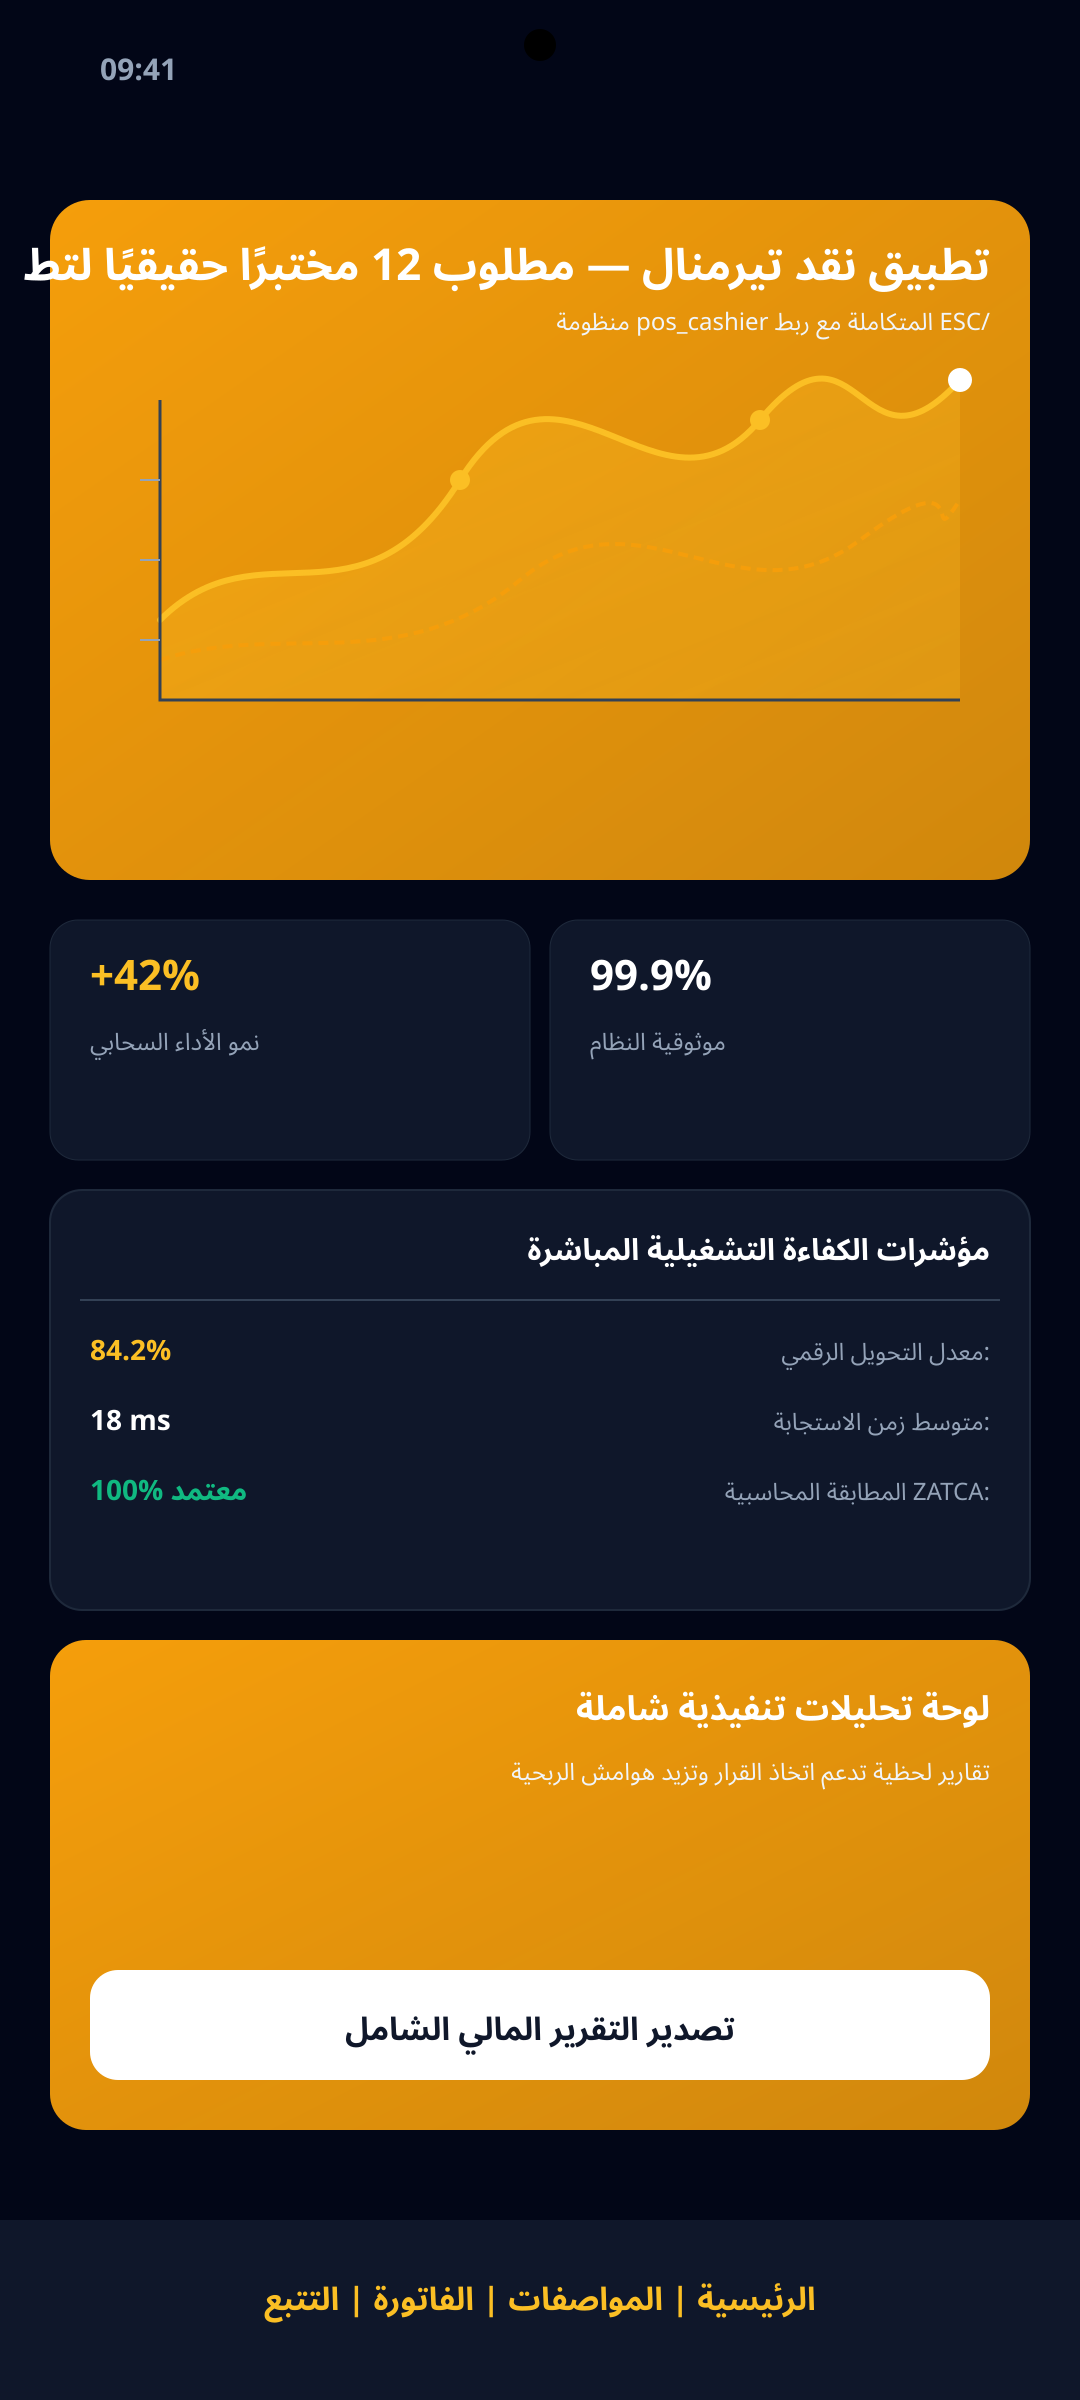 09:41
تطبيق نقد تيرمنال — مطلوب 12 مختبرًا حقيقيًا لتط
منظومة pos_cashier المتكاملة مع ربط ESC/
+42%
نمو الأداء السحابي
99.9%
موثوقية النظام
مؤشرات الكفاءة التشغيلية المباشرة
معدل التحويل الرقمي:
84.2%
متوسط زمن الاستجابة:
18 ms
المطابقة المحاسبية ZATCA:
100% معتمد
لوحة تحليلات تنفيذية شاملة
تقارير لحظية تدعم اتخاذ القرار وتزيد هوامش الربحية
تصدير التقرير المالي الشامل
الرئيسية | المواصفات | الفاتورة | التتبع